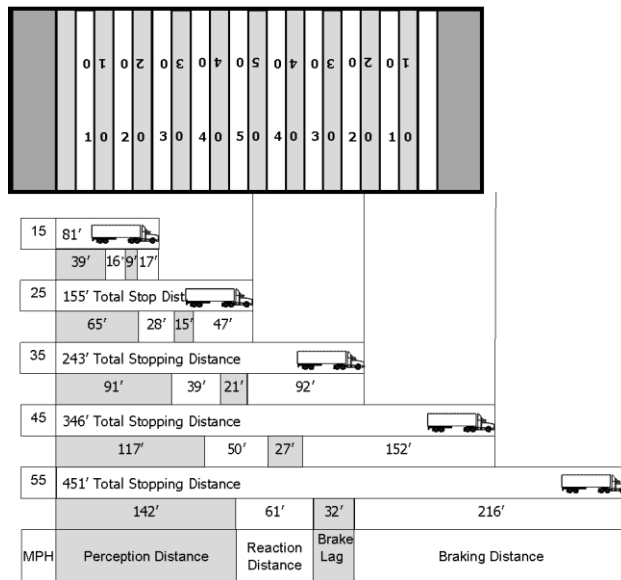 0 1 0 2 0 3 0 4 0 5 0 4 0 3 0 2 0 1
1 0 2 0 3 0 4 0 5 0 4 0 3 0 2 0 1 0
15 81′
39′ 16′ 9′ 17′
25 155′ Total Stop Dist
65′ 28′ 15′ 47′
35 243′ Total Stopping Distance
91′ 39′ 21′ 92′
45 346′ Total Stopping Distance
117′ 50′ 27′ 152′
55 451′ Total Stopping Distance
142′ 61′ 32′ 216′
MPH Perception Distance Reaction Distance Brake Lag Braking Distance